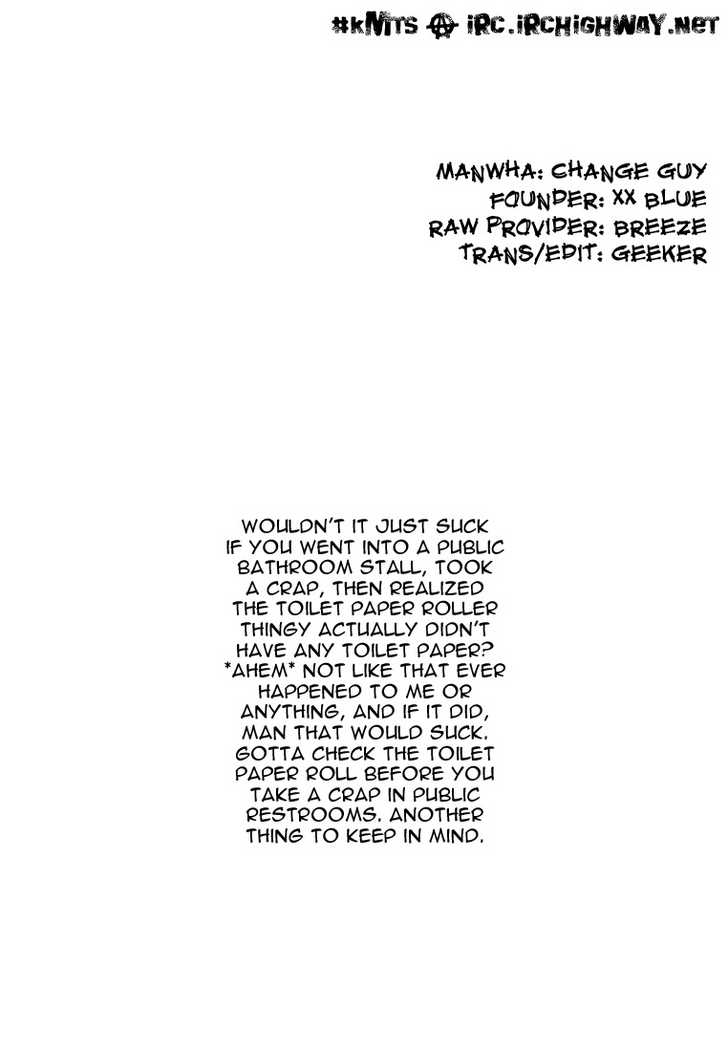 #kMTS @ iRC.iRCHiGHWAY.NET
MANWHA: CHANGE GUY
FOUNDER: XX BLUE
RAW PROVIDER: BREEZE
TRANS/EDIT: GEEKER
WOULDN'T IT JUST SUCK
IF YOU WENT INTO A PUBLIC
BATHROOM STALL, TOOK
A CRAP, THEN REALIZED
THE TOILET PAPER ROLLER
THINGY ACTUALLY DIDN'T
HAVE ANY TOILET PAPER?
*AHEM* NOT LIKE THAT EVER
HAPPENED TO ME OR
ANYTHING, AND IF IT DID,
MAN THAT WOULD SUCK.
GOTTA CHECK THE TOILET
PAPER ROLL BEFORE YOU
TAKE A CRAP IN PUBLIC
RESTROOMS. ANOTHER
THING TO KEEP IN MIND.